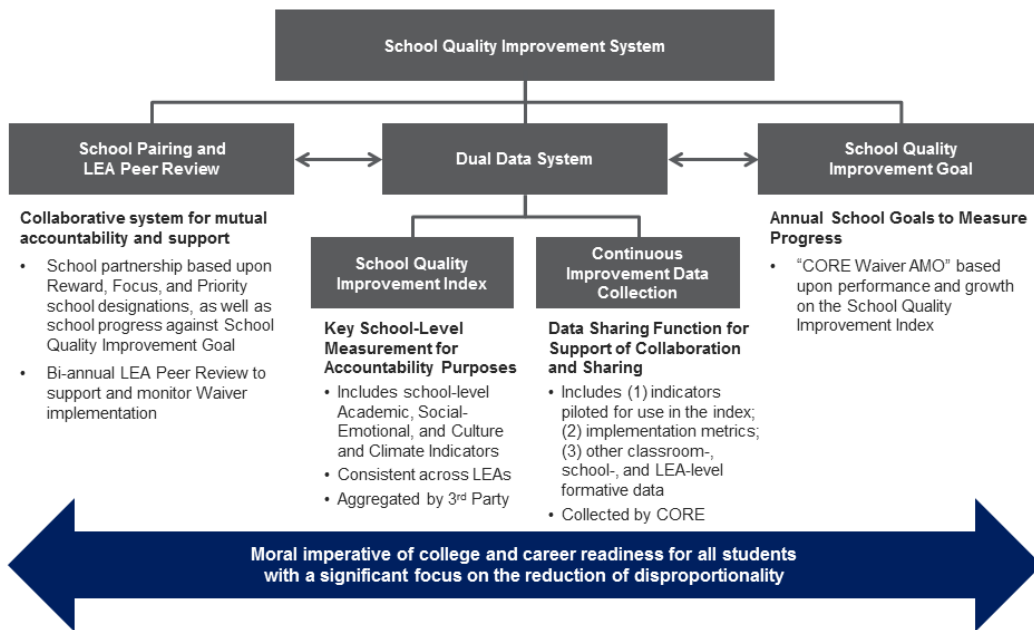 School Quality Improvement System
School Pairing and
LEA Peer Review
Dual Data System
School Quality
Improvement Goal
Collaborative system for mutual
accountability and support
• School partnership based upon
Reward, Focus, and Priority
school designations, as well as
school progress against School
Quality Improvement Goal
• Bi-annual LEA Peer Review to
support and monitor Waiver
implementation
School Quality
Improvement Index
Key School-Level
Measurement for
Accountability Purposes
• Includes school-level
Academic, Social-
Emotional, and Culture
and Climate Indicators
• Consistent across LEAs
• Aggregated by 3rd Party
Continuous
Improvement Data
Collection
Data Sharing Function for
Support of Collaboration
and Sharing
• Includes (1) indicators
piloted for use in the index;
(2) implementation metrics;
(3) other classroom-,
school-, and LEA-level
formative data
• Collected by CORE
Annual School Goals to Measure
Progress
• “CORE Waiver AMO” based
upon performance and growth
on the School Quality
Improvement Index
Moral imperative of college and career readiness for all students
with a significant focus on the reduction of disproportionality